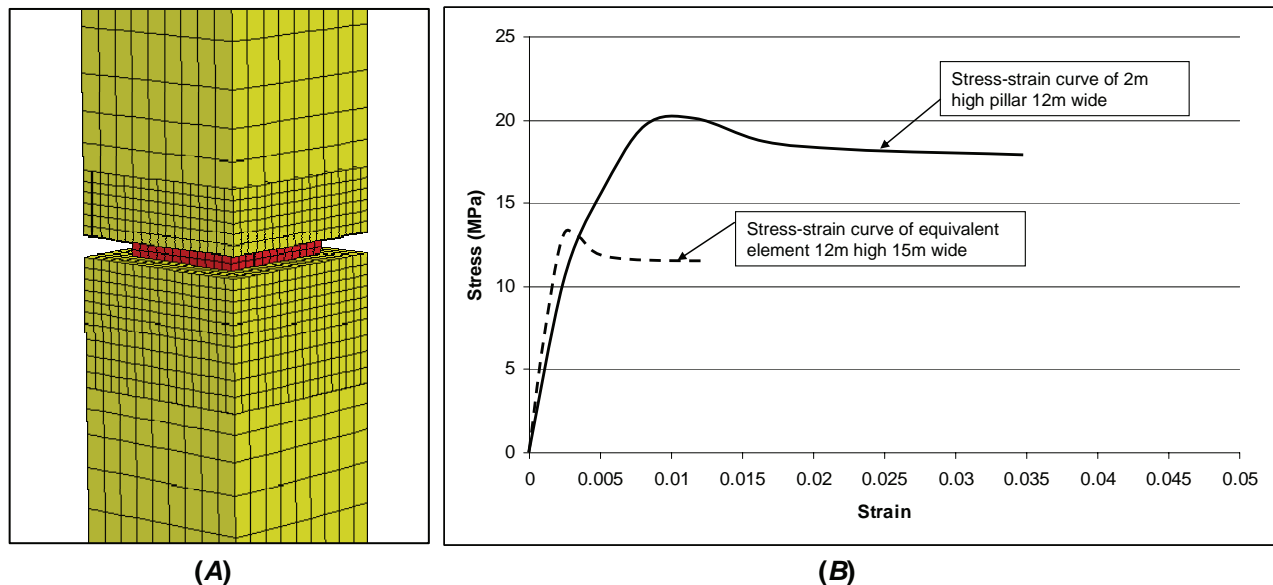 25
20
15
10
5
0
Stress (MPa)
Stress-strain curve of 2m
high pillar 12m wide
Stress-strain curve of equivalent
element 12m high 15m wide
0 0.005 0.01 0.015 0.02 0.025 0.03 0.035 0.04 0.045 0.05
Strain
(A)
(B)